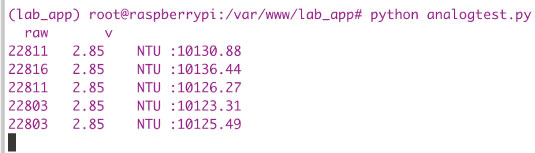 (lab_app) root@raspberrypi:/var/www/lab_app# python analogtest.py
raw v
22811 2.85 NTU :10130.88
22816 2.85 NTU :10136.44
22811 2.85 NTU :10126.27
22803 2.85 NTU :10123.31
22803 2.85 NTU :10125.49